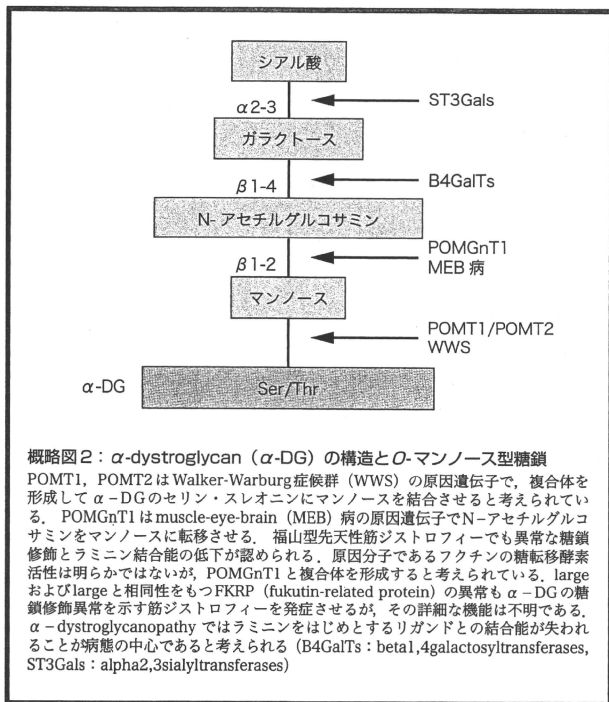 シアル酸
α2-3
ST3Gals
ガラクトース
β1-4
B4GalTs
N-アセチルグルコサミン
β1-2
POMGnT1
MEB 病
マンノース
POMT1/POMT2
WWS
α-DG
Ser/Thr
概略図2：α-dystroglycan（α-DG）の構造とO-マンノース型糖鎖
POMT1，POMT2はWalker-Warburg症候群（WWS）の原因遺伝子で，複合体を
形成してα-DGのセリン・スレオニンにマンノースを結合させると考えられてい
る．POMGnT1はmuscle-eye-brain（MEB）病の原因遺伝子でN-アセチルグルコ
サミンをマンノースに転移させる．福山型先天性筋ジストロフィーでも異常な糖鎖
修飾とラミニン結合能の低下が認められる．原因分子であるフクチンの糖転移酵素
活性は明らかではないが，POMGnT1と複合体を形成すると考えられている．large
およびlargeと相同性をもつFKRP（fukutin-related protein）の異常もα-DGの糖
鎖修飾異常を示す筋ジストロフィーを発症させるが，その詳細な機能は不明である．
α-dystroglycanopathyではラミニンをはじめとするリガンドとの結合能が失われ
ることが病態の中心であると考えられる（B4GalTs：beta1,4galactosyltransferases,
ST3Gals：alpha2,3sialyltransferases）